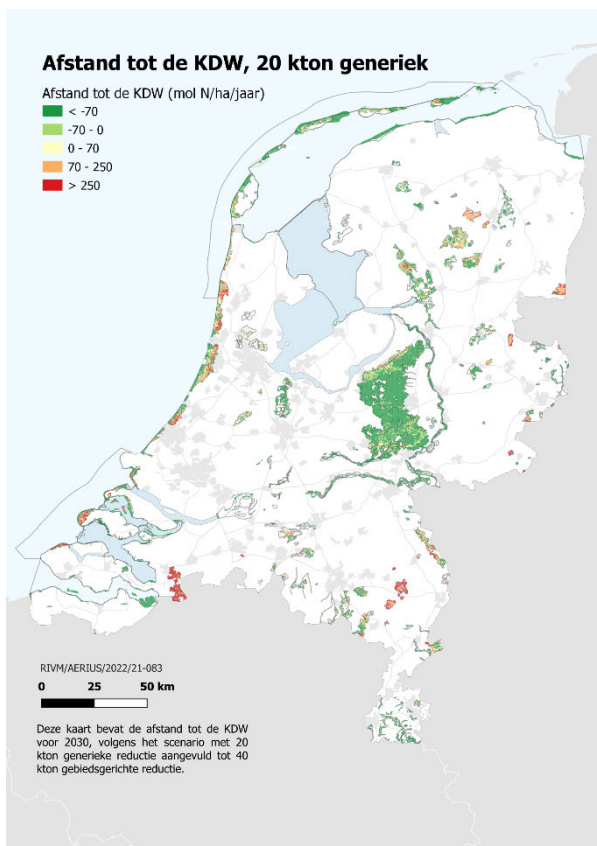 Afstand tot de KDW, 20 kton generiek
Afstand tot de KDW (mol N/ha/jaar)
< -70
-70 - 0
0 - 70
70 - 250
> 250
RIVM/AERIUS/2022/21-083
0 25 50 km
Deze kaart bevat de afstand tot de KDW
voor 2030, volgens het scenario met 20
kton generieke reductie aangevuld tot 40
kton gebiedsgerichte reductie.